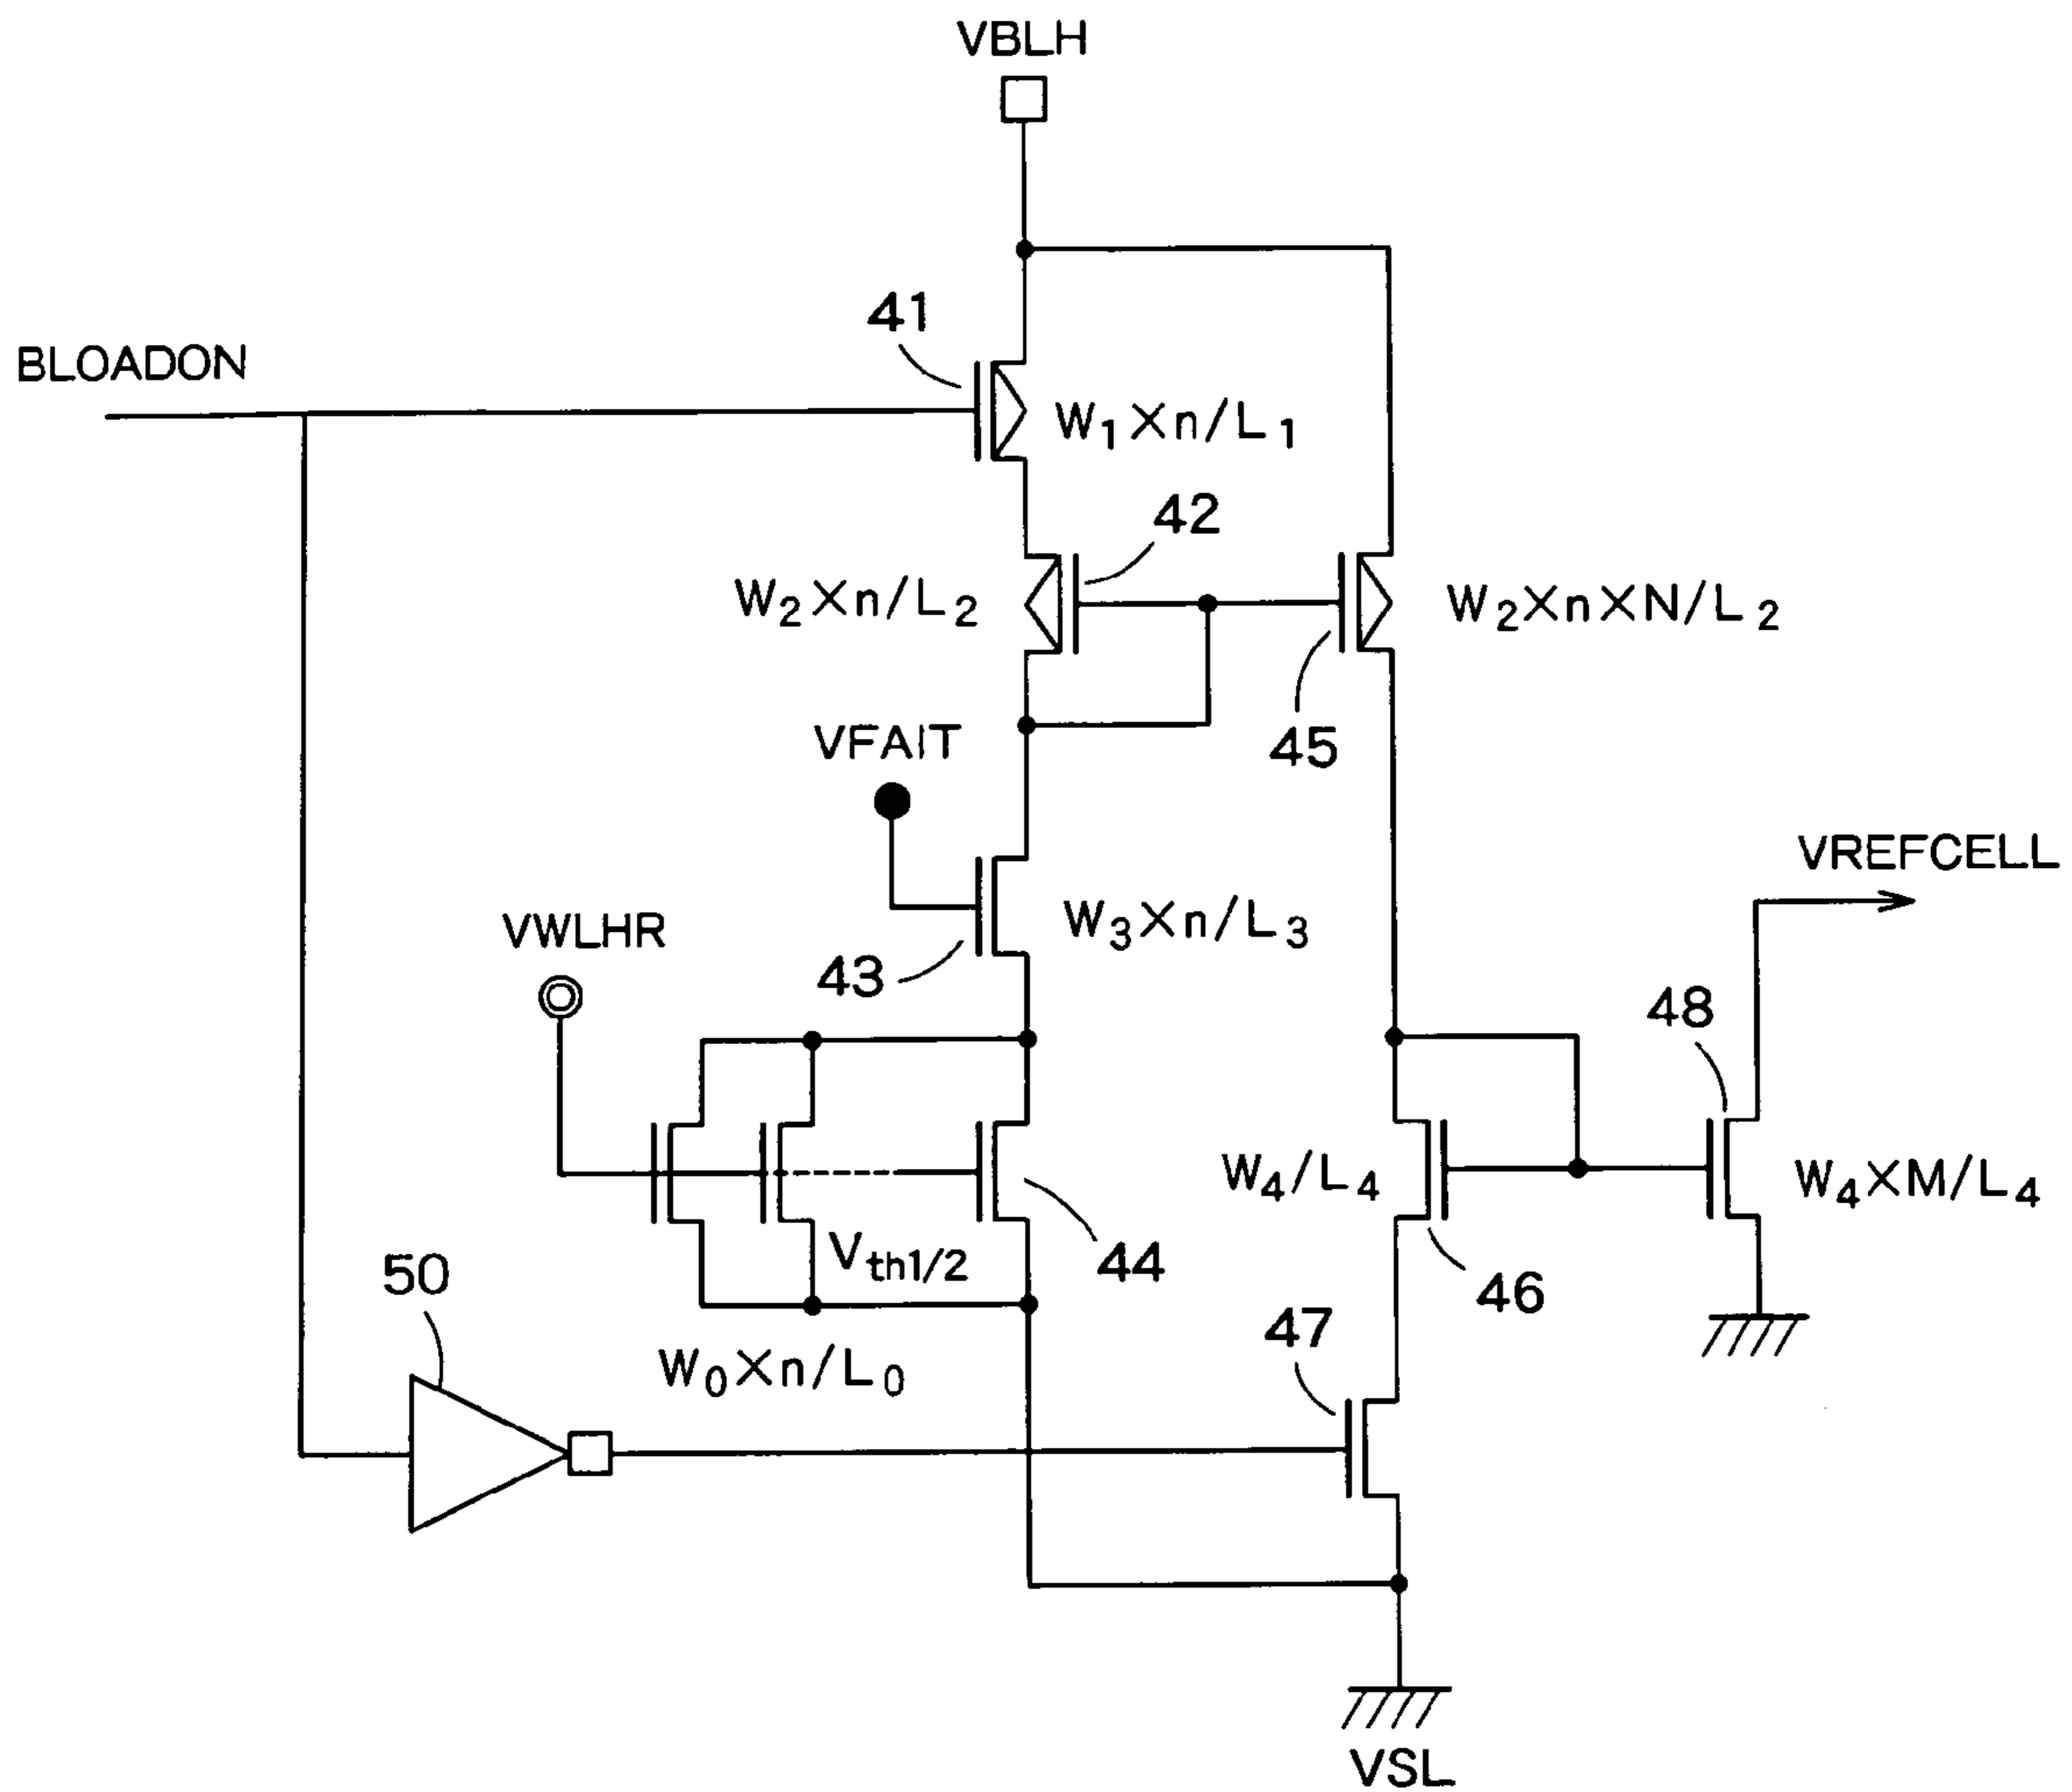 VBLH
41
BLOADON
W₁×n/L₁
42
W₂×n/L₂
W₂×n×N/L₂
VFAIT
45
VREFCELL
VWLHR
W₃×n/L₃
43
48
W₄/L₄
W₄×M/L₄
Vth1/2
44
50
46
47
W₀×n/L₀
VSL